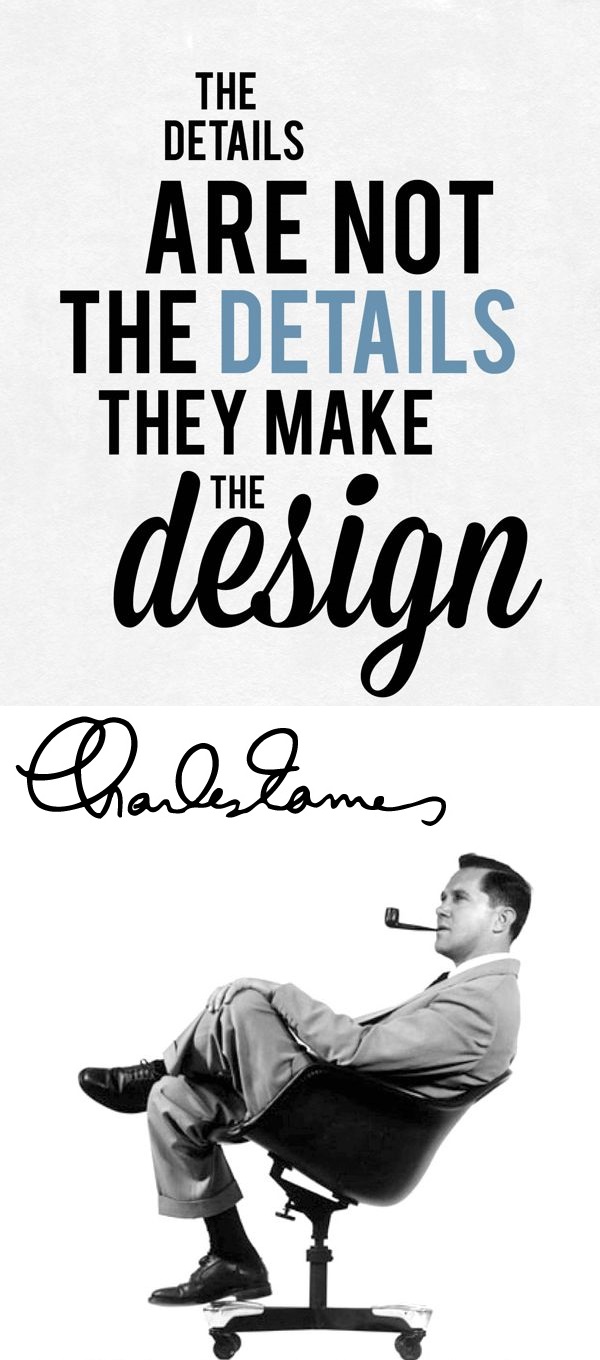 THE
DETAILS
ARE NOT
THE DETAILS
THEY MAKE
THE
design
Charles Eames